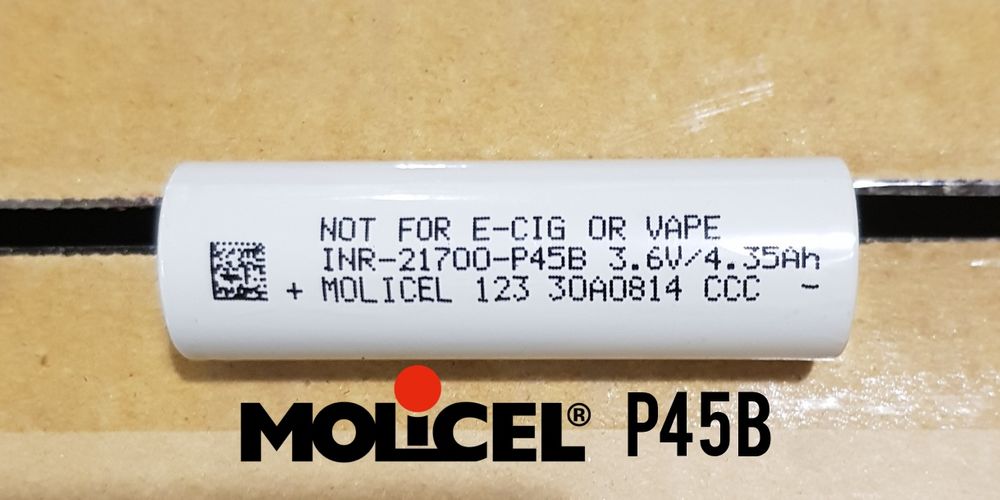 NOT FOR E-CIG OR VAPE
INR-21700-P45B 3.6V/4.35Ah
+ MOLICEL 123 30A0814 CCC -
MOLiCEL® P45B